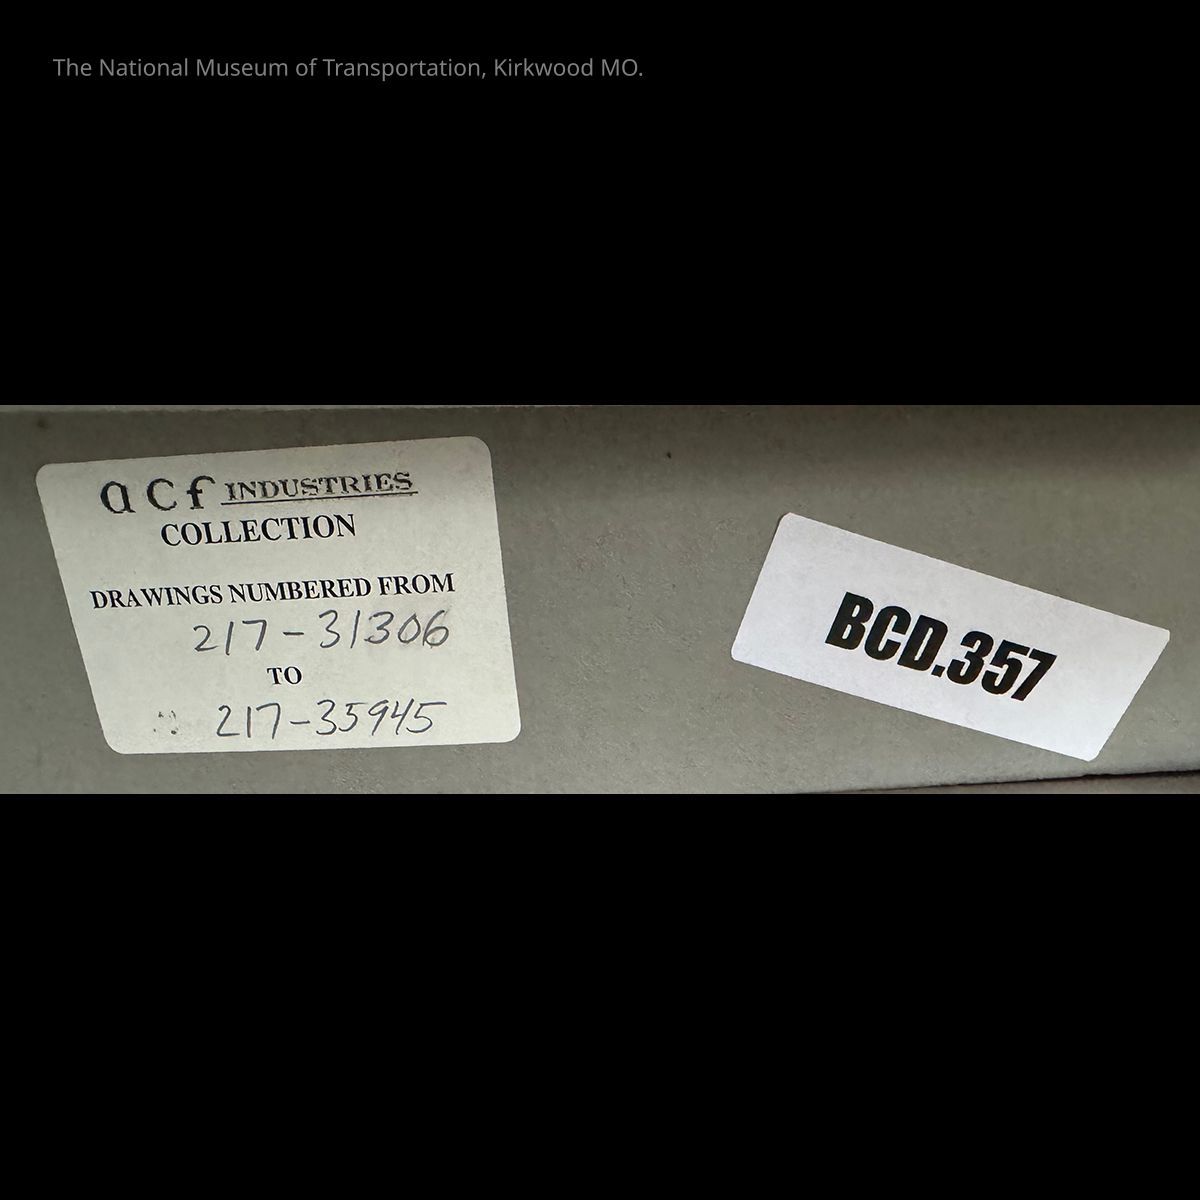 The National Museum of Transportation, Kirkwood MO.
acf INDUSTRIES
COLLECTION
DRAWINGS NUMBERED FROM
217-31306
TO
217-35945
BCD.357